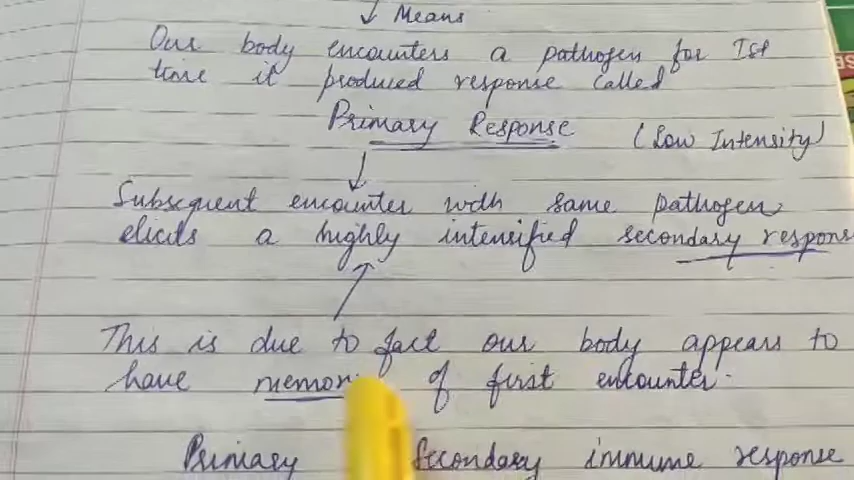 ↓ Means
Our body encounters a pathogen for Ist
time it produced response called
Primary Response (Low Intensity)
↓
Subsequent encounter with same pathogen
elicits a highly intensified secondary respons
This is due to fact our body appears to
have memor of first encounter.
Primary Secondary immune response